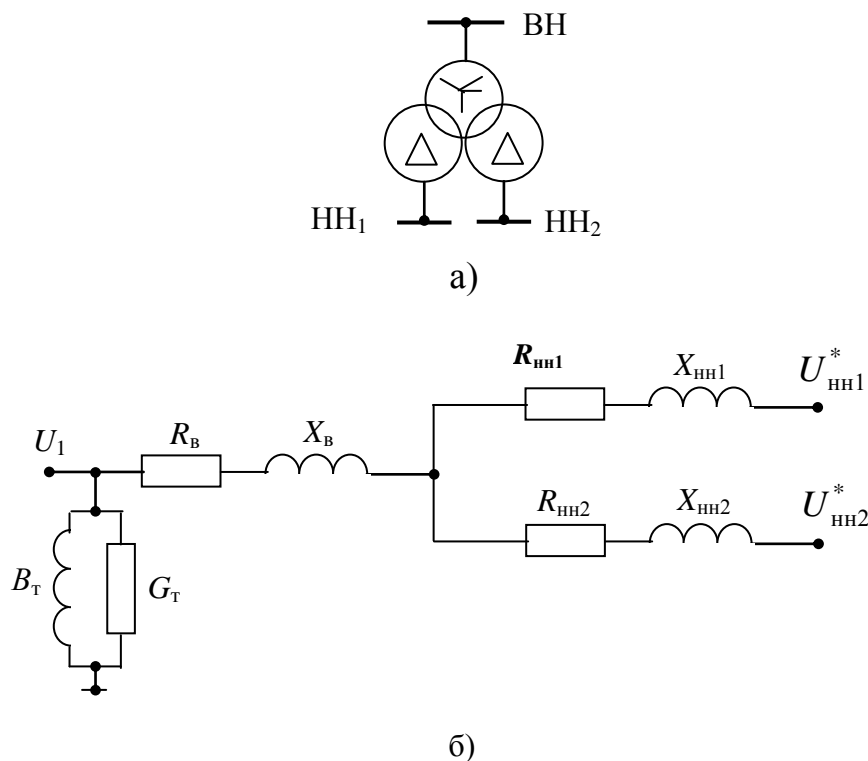 ВН
НН₁
НН₂
а)
Rнн1
Xнн1
U*нн1
U₁
Rв
Xв
Rнн2
Xнн2
U*нн2
Bт
Gт
б)